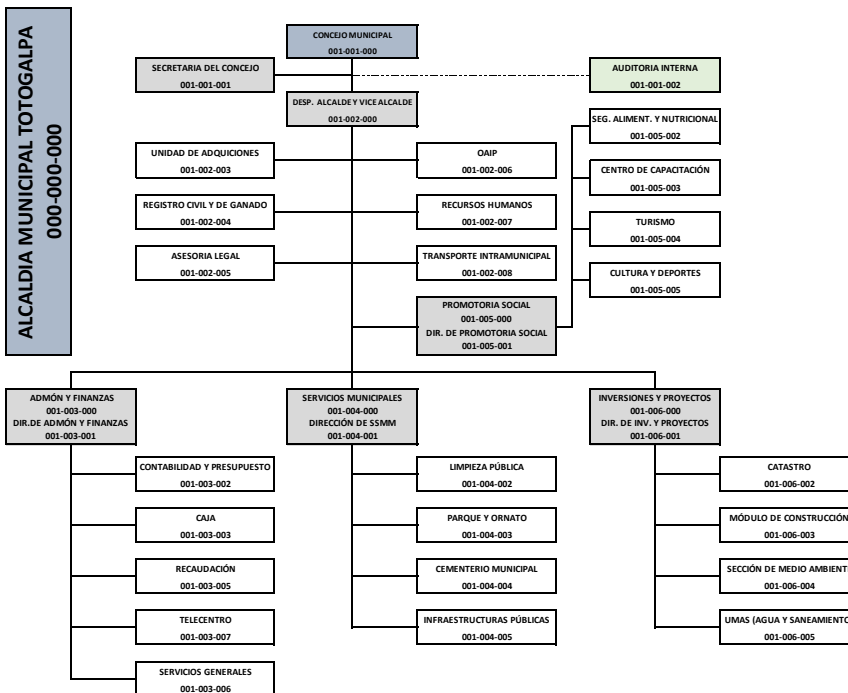 ALCALDIA MUNICIPAL TOTOGALPA
000-000-000
CONCEJO MUNICIPAL
001-001-000
SECRETARIA DEL CONCEJO
001-001-001
AUDITORIA INTERNA
001-001-002
DESP. ALCALDE Y VICE ALCALDE
001-002-000
SEG. ALIMENT. Y NUTRICIONAL
001-005-002
UNIDAD DE ADQUICIONES
001-002-003
OAIP
001-002-006
CENTRO DE CAPACITACIÓN
001-005-003
REGISTRO CIVIL Y DE GANADO
001-002-004
RECURSOS HUMANOS
001-002-007
TURISMO
001-005-004
ASESORIA LEGAL
001-002-005
TRANSPORTE INTRAMUNICIPAL
001-002-008
CULTURA Y DEPORTES
001-005-005
PROMOTORIA SOCIAL
001-005-000
DIR. DE PROMOTORIA SOCIAL
001-005-001
ADMÓN Y FINANZAS
001-003-000
DIR.DE ADMÓN Y FINANZAS
001-003-001
SERVICIOS MUNICIPALES
001-004-000
DIRECCIÓN DE SSMM
001-004-001
INVERSIONES Y PROYECTOS
001-006-000
DIR. DE INV. Y PROYECTOS
001-006-001
CONTABILIDAD Y PRESUPUESTO
001-003-002
LIMPIEZA PÚBLICA
001-004-002
CATASTRO
001-006-002
CAJA
001-003-003
PARQUE Y ORNATO
001-004-003
MÓDULO DE CONSTRUCCIÓN
001-006-003
RECAUDACIÓN
001-003-005
CEMENTERIO MUNICIPAL
001-004-004
SECCIÓN DE MEDIO AMBIENTE
001-006-004
TELECENTRO
001-003-007
INFRAESTRUCTURAS PÚBLICAS
001-004-005
UMAS (AGUA Y SANEAMIENTO
001-006-005
SERVICIOS GENERALES
001-003-006